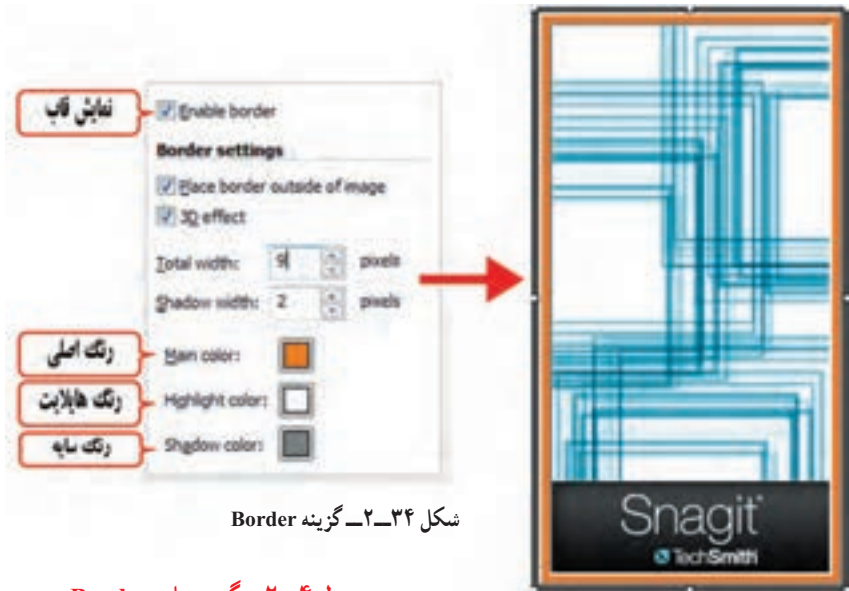 نمایش قاب
Enable border
Border settings
Place border outside of image
3D effect
Total width: 9 pixels
Shadow width: 2 pixels
رنگ اصلی
Main color:
رنگ هایلایت
Highlight color:
رنگ سایه
Shadow color:
Snagit
TechSmith
شکل ۳۴ــ۲ــ گزینه Border